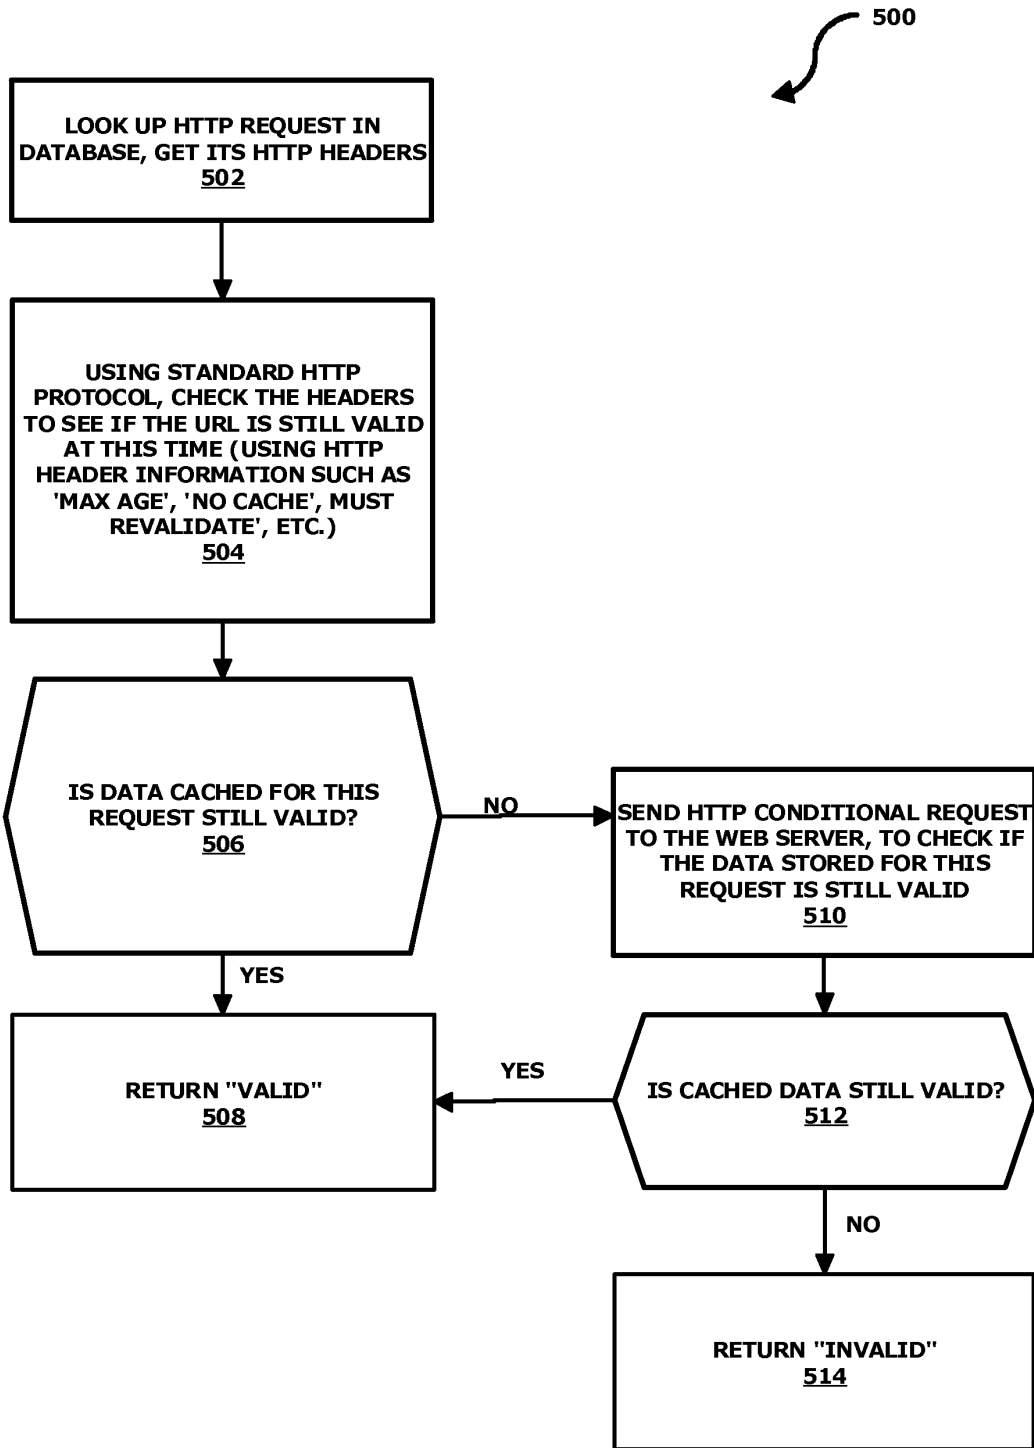 500
LOOK UP HTTP REQUEST IN
DATABASE, GET ITS HTTP HEADERS
502
USING STANDARD HTTP
PROTOCOL, CHECK THE HEADERS
TO SEE IF THE URL IS STILL VALID
AT THIS TIME (USING HTTP
HEADER INFORMATION SUCH AS
'MAX AGE', 'NO CACHE', MUST
REVALIDATE', ETC.)
504
IS DATA CACHED FOR THIS
REQUEST STILL VALID?
506
NO
SEND HTTP CONDITIONAL REQUEST
TO THE WEB SERVER, TO CHECK IF
THE DATA STORED FOR THIS
REQUEST IS STILL VALID
510
YES
RETURN "VALID"
508
YES
IS CACHED DATA STILL VALID?
512
NO
RETURN "INVALID"
514